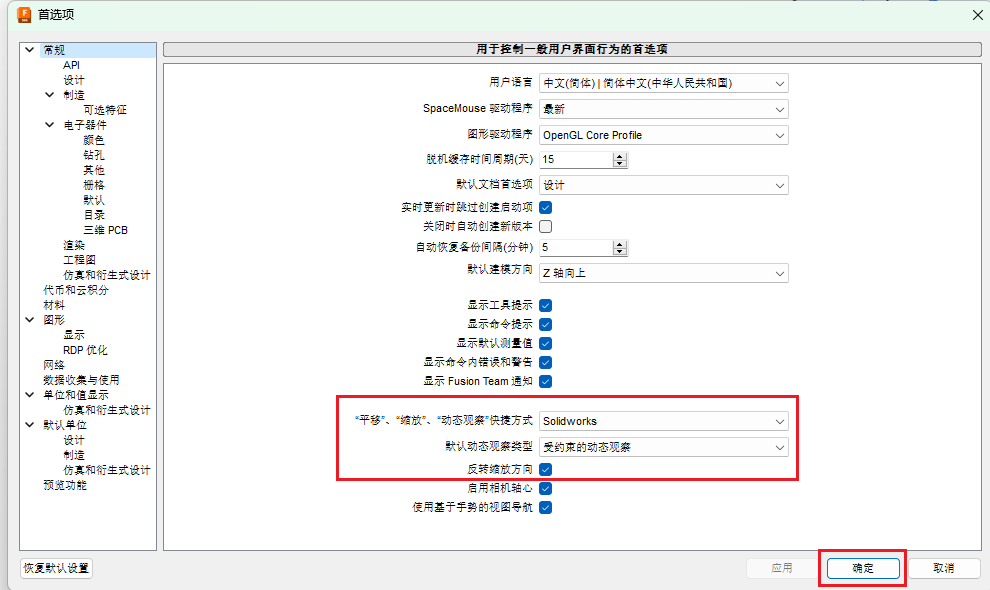 首选项
常规
API
设计
制造
可选特征
电子器件
颜色
钻孔
其他
栅格
默认
目录
三维 PCB
渲染
工程图
仿真和衍生式设计
代币和云积分
材料
图形
显示
RDP 优化
网络
数据收集与使用
单位和值显示
仿真和衍生式设计
默认单位
设计
制造
仿真和衍生式设计
预览功能
用于控制一般用户界面行为的首选项
用户语言 中文(简体) | 简体中文(中华人民共和国)
SpaceMouse 驱动程序 最新
图形驱动程序 OpenGL Core Profile
脱机缓存时间周期(天) 15
默认文档首选项 设计
实时更新时跳过创建启动项
关闭时自动创建新版本
自动恢复备份间隔(分钟) 5
默认建模方向 Z 轴向上
显示工具提示
显示命令提示
显示默认测量值
显示命令内错误和警告
显示 Fusion Team 通知
“平移”、“缩放”、“动态观察”快捷方式 Solidworks
默认动态观察类型 受约束的动态观察
反转缩放方向
启用相机轴心
使用基于手势的视图导航
恢复默认设置 应用 确定 取消